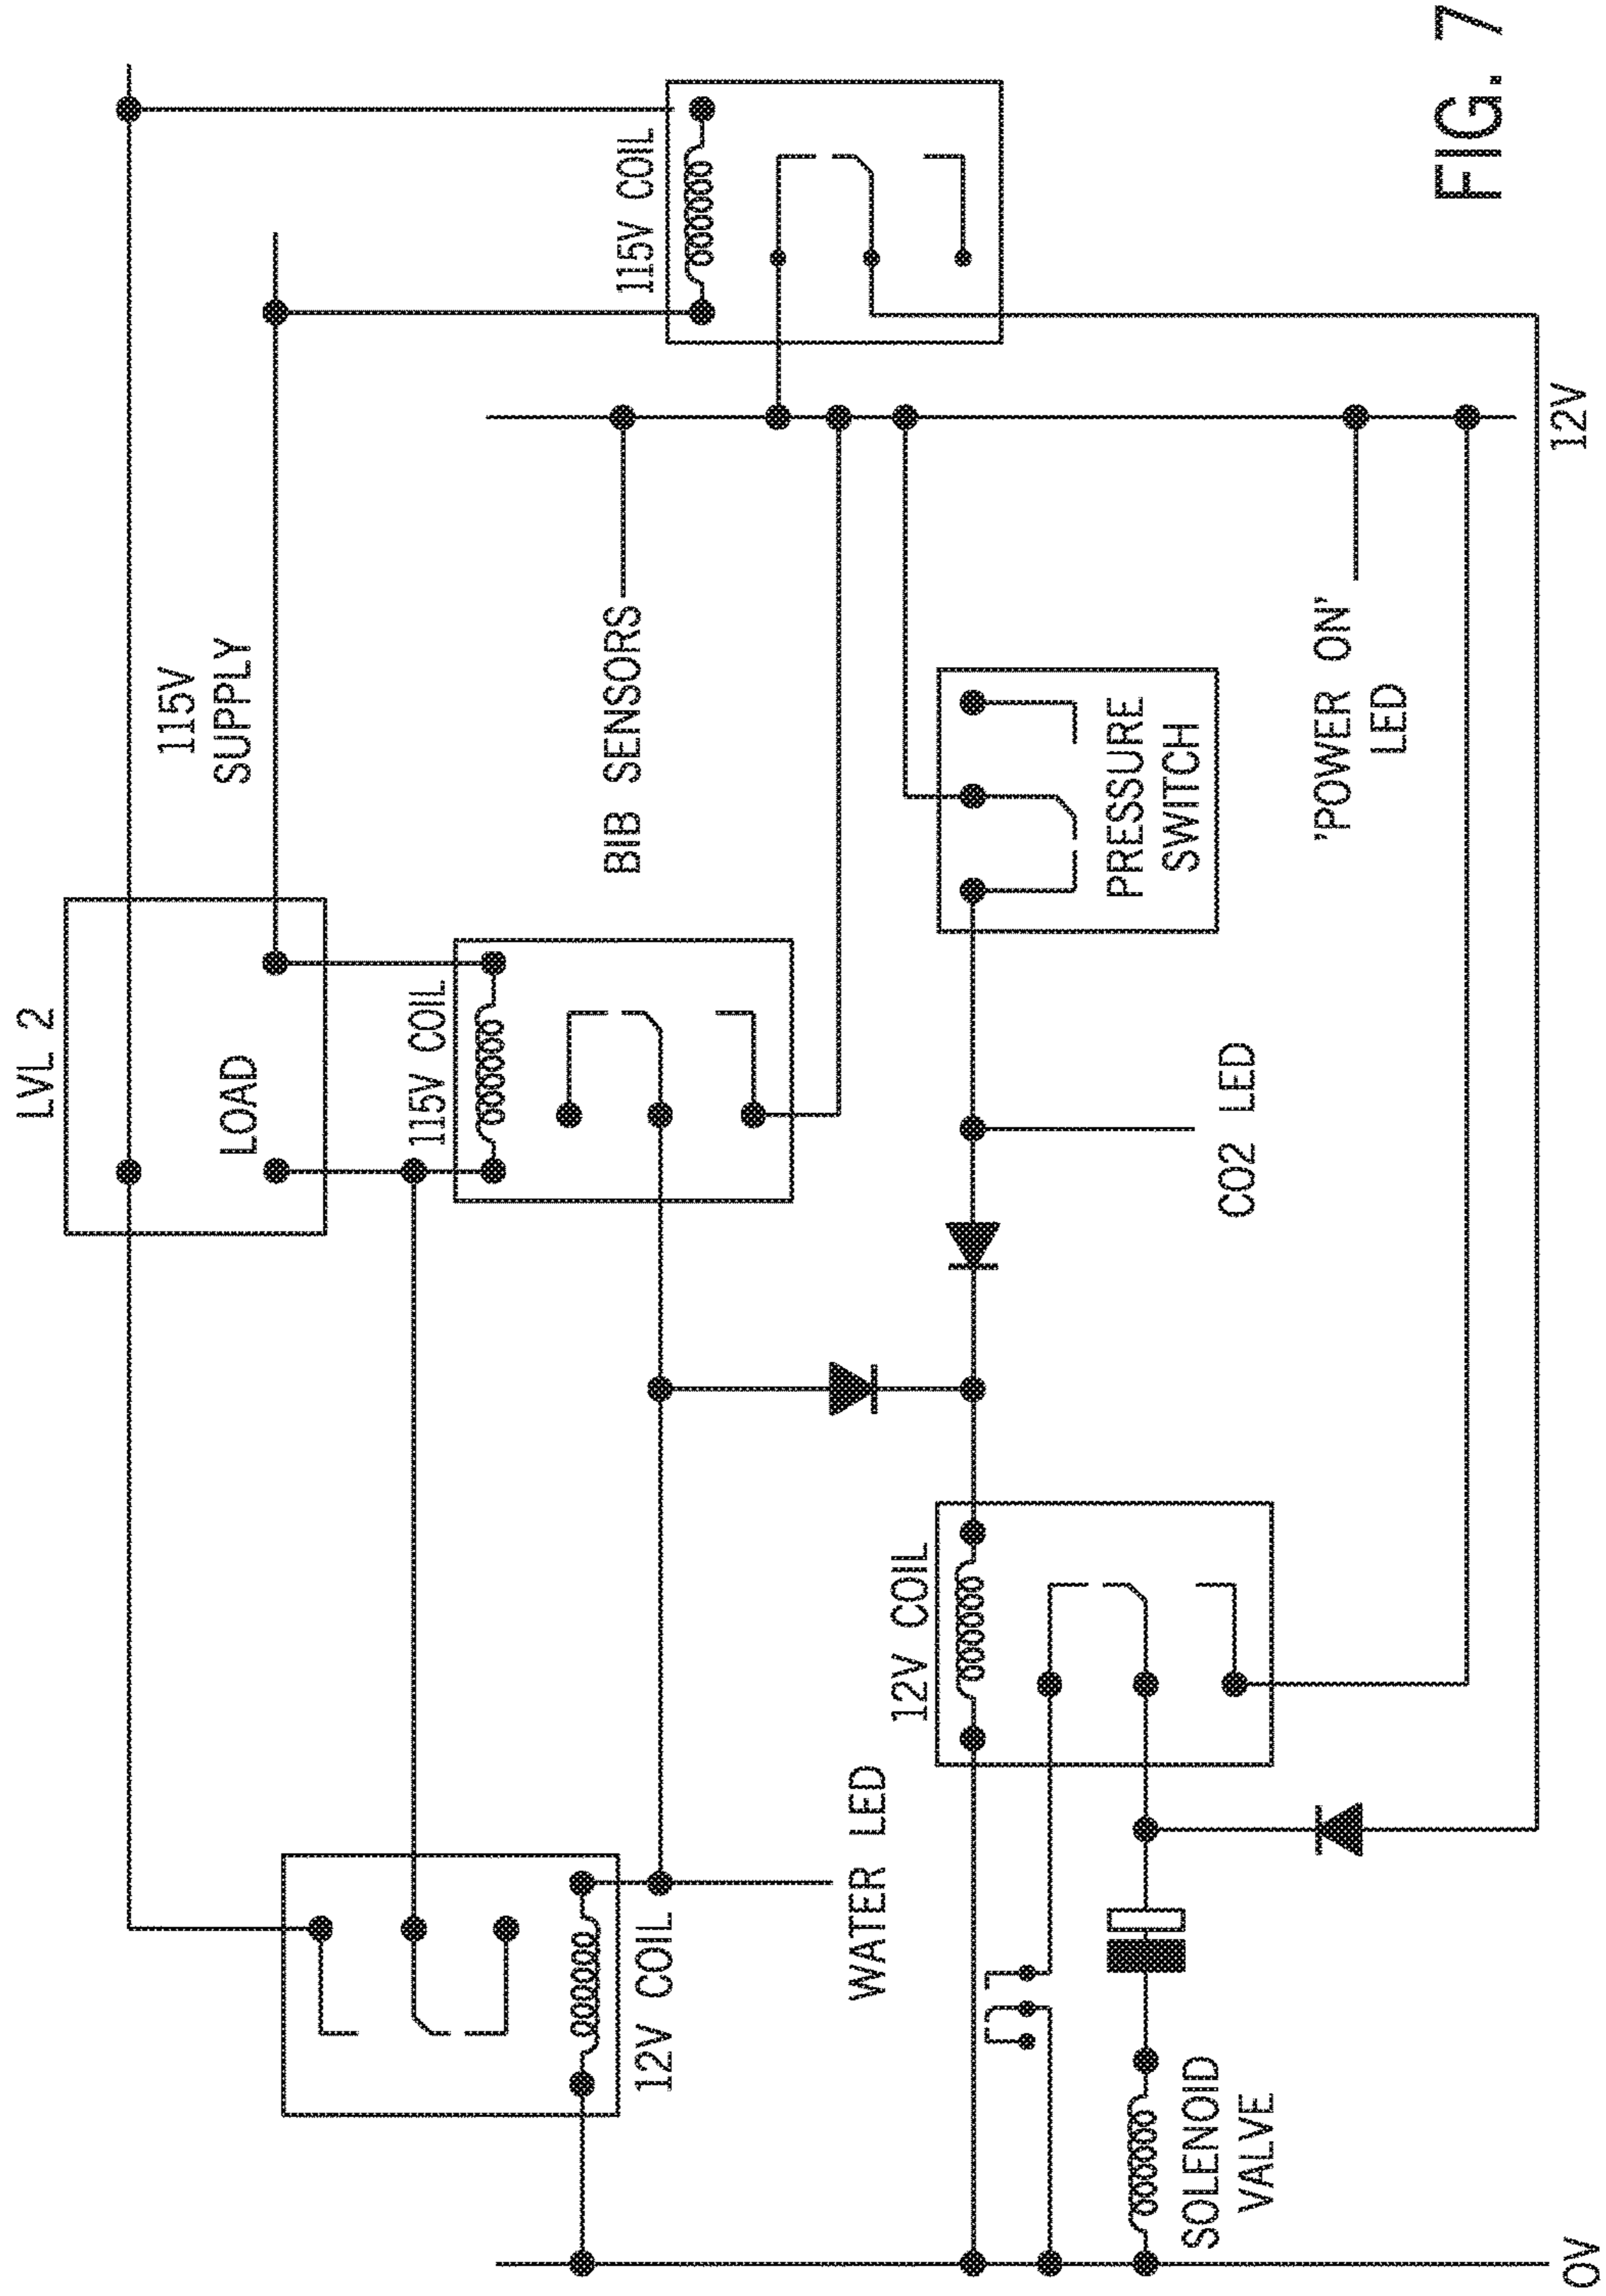 LVL 2
LOAD
115V
SUPPLY
115V COIL
115V COIL
12V COIL
BIB SENSORS
WATER LED
12V COIL
PRESSURE
SWITCH
CO2 LED
SOLENOID
VALVE
'POWER ON'
LED
0V
12V
FIG. 7